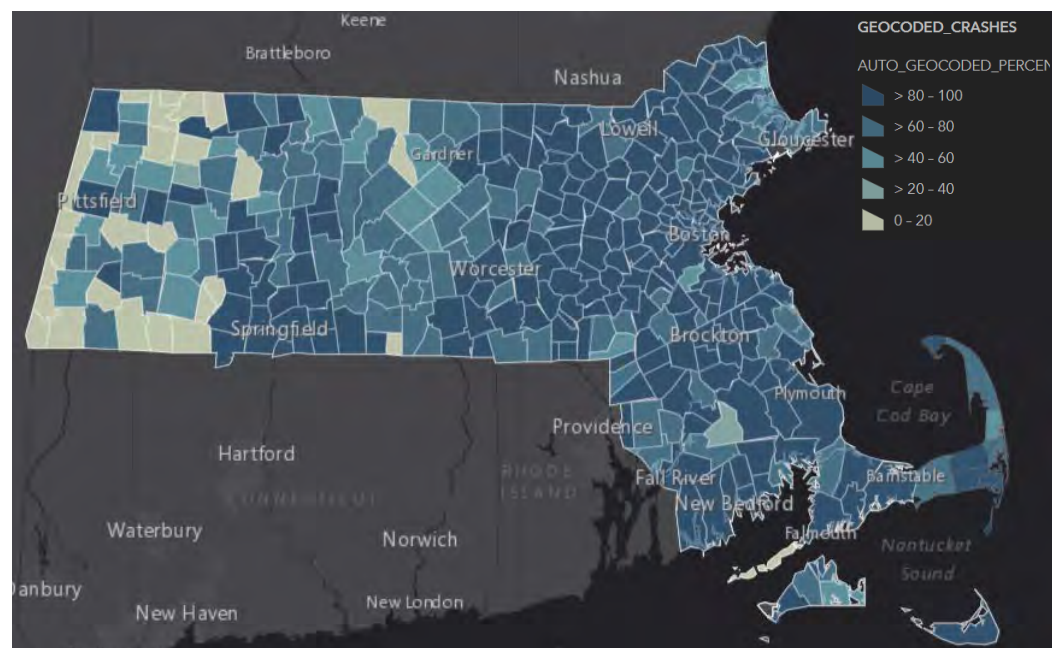 Keene
Brattleboro
Nashua
GEOCODED_CRASHES
AUTO_GEOCODED_PERCEN
> 80 - 100
> 60 - 80
> 40 - 60
> 20 - 40
0 - 20
Lowell
Gloucester
Gardner
Pittsfield
Boston
Worcester
Springfield
Brockton
Plymouth
Cape
Cod Bay
Providence
Hartford
RHODE
ISLAND
CONNECTICUT
Fall River
Barnstable
New Bedford
Waterbury
Norwich
Falmouth
Nantucket
Sound
Danbury
New Haven
New London